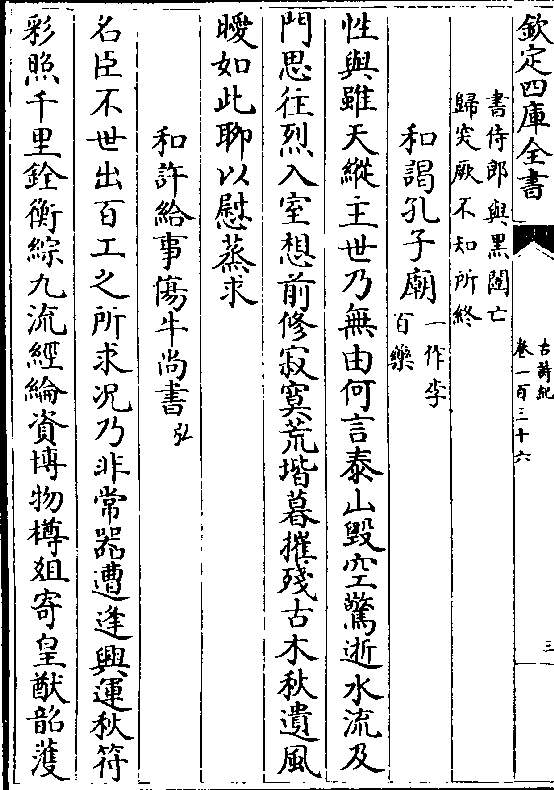 欽定四庫全書
古詩紀
卷一百三十六
三
書侍郎與黑闥亡
歸突厥不知所終
和謁孔子廟一作李百藥
性與雖天縱主世乃無由何言泰山毀空驚逝水流及
門思往烈入室想前修寂寞荒堦暮摧殘古木秋遺風
曖如此聊以慰蒸求
和許給事傷牛尚書弘
名臣不世出百工之所求况乃非常器遭逢興運秋符
彩照千里銓衡綜九流經綸資博物樽俎寄皇猷韶濩